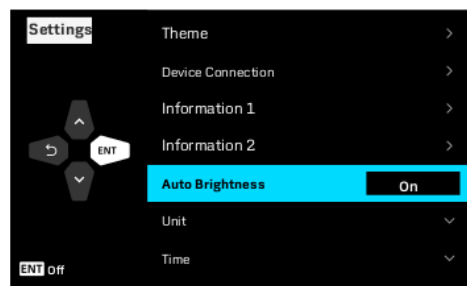 Settings
Theme
Device Connection
Information 1
Information 2
Auto Brightness On
Unit
Time
ENT
ENT Off